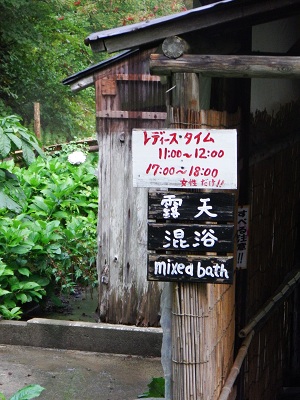 レディース・タイム
11:00~12:00
17:00~18:00
女性だけ!!
露天
混浴
mixed bath